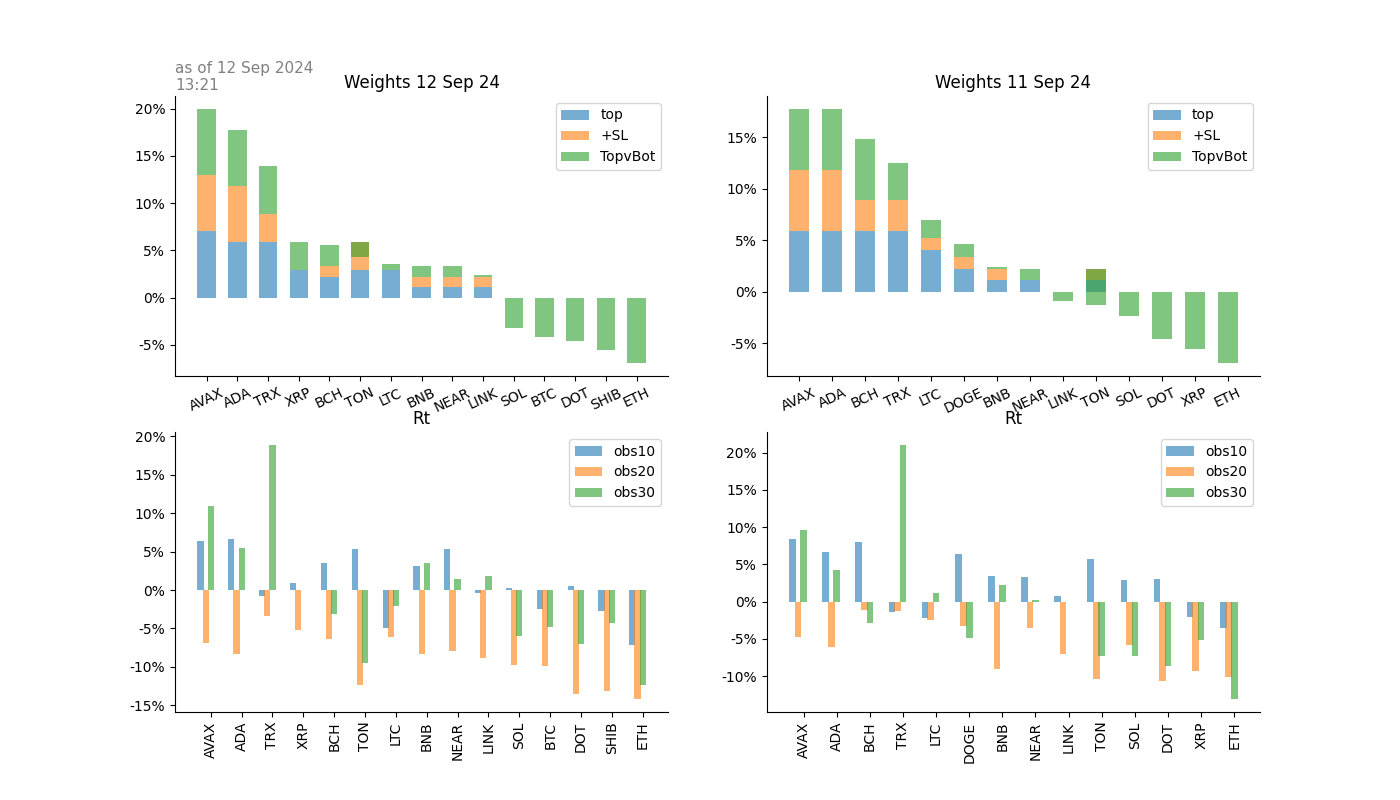 as of 12 Sep 2024
13:21
Weights 12 Sep 24
20%
15%
10%
5%
0%
-5%
top
+SL
TopvBot
AVAX ADA TRX XRP BCH TON LTC BNB NEAR LINK SOL BTC DOT SHIB ETH
Weights 11 Sep 24
15%
10%
5%
0%
-5%
top
+SL
TopvBot
AVAX ADA BCH TRX LTC DOGE BNB NEAR LINK TON SOL DOT XRP ETH
Rt
20%
15%
10%
5%
0%
-5%
-10%
-15%
obs10
obs20
obs30
AVAX ADA TRX XRP BCH TON LTC BNB NEAR LINK SOL BTC DOT SHIB ETH
Rt
20%
15%
10%
5%
0%
-5%
-10%
obs10
obs20
obs30
AVAX ADA BCH TRX LTC DOGE BNB NEAR LINK TON SOL DOT XRP ETH